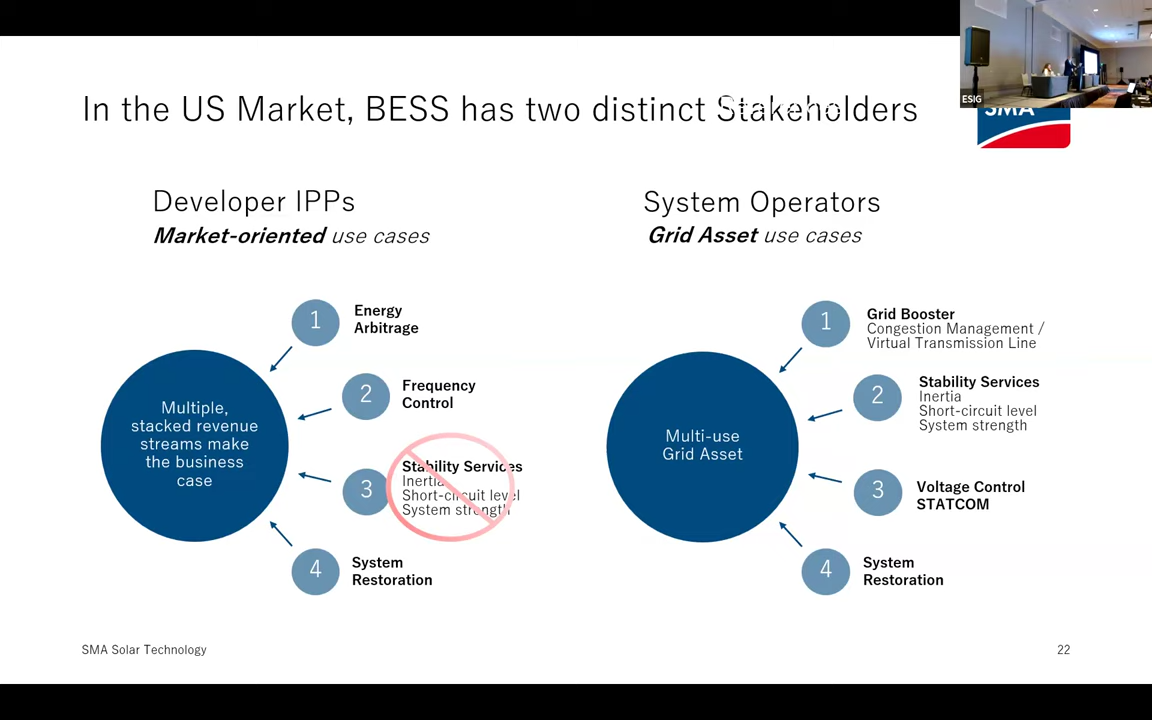 ESIG
In the US Market, BESS has two distinct Stakeholders
SMA
Developer IPPs
Market-oriented use cases
1
Energy
Arbitrage
2
Frequency
Control
3
Stability Services
Inertia
Short-circuit level
System strength
4
System
Restoration
Multiple,
stacked revenue
streams make
the business
case
System Operators
Grid Asset use cases
1
Grid Booster
Congestion Management /
Virtual Transmission Line
2
Stability Services
Inertia
Short-circuit level
System strength
3
Voltage Control
STATCOM
4
System
Restoration
Multi-use
Grid Asset
SMA Solar Technology
22